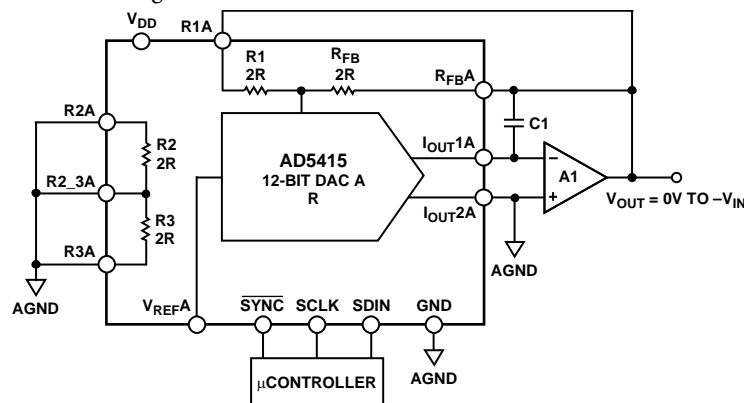 V_DD
R1A
R1
2R
R_FB
2R
R_FBA
R2A
R2
2R
R2_3A
R3
2R
R3A
AGND
AD5415
12-BIT DAC A
R
I_OUT1A
I_OUT2A
C1
A1
V_OUT = 0V TO –V_IN
AGND
V_REFA
SYNC
SCLK
SDIN
GND
AGND
μCONTROLLER